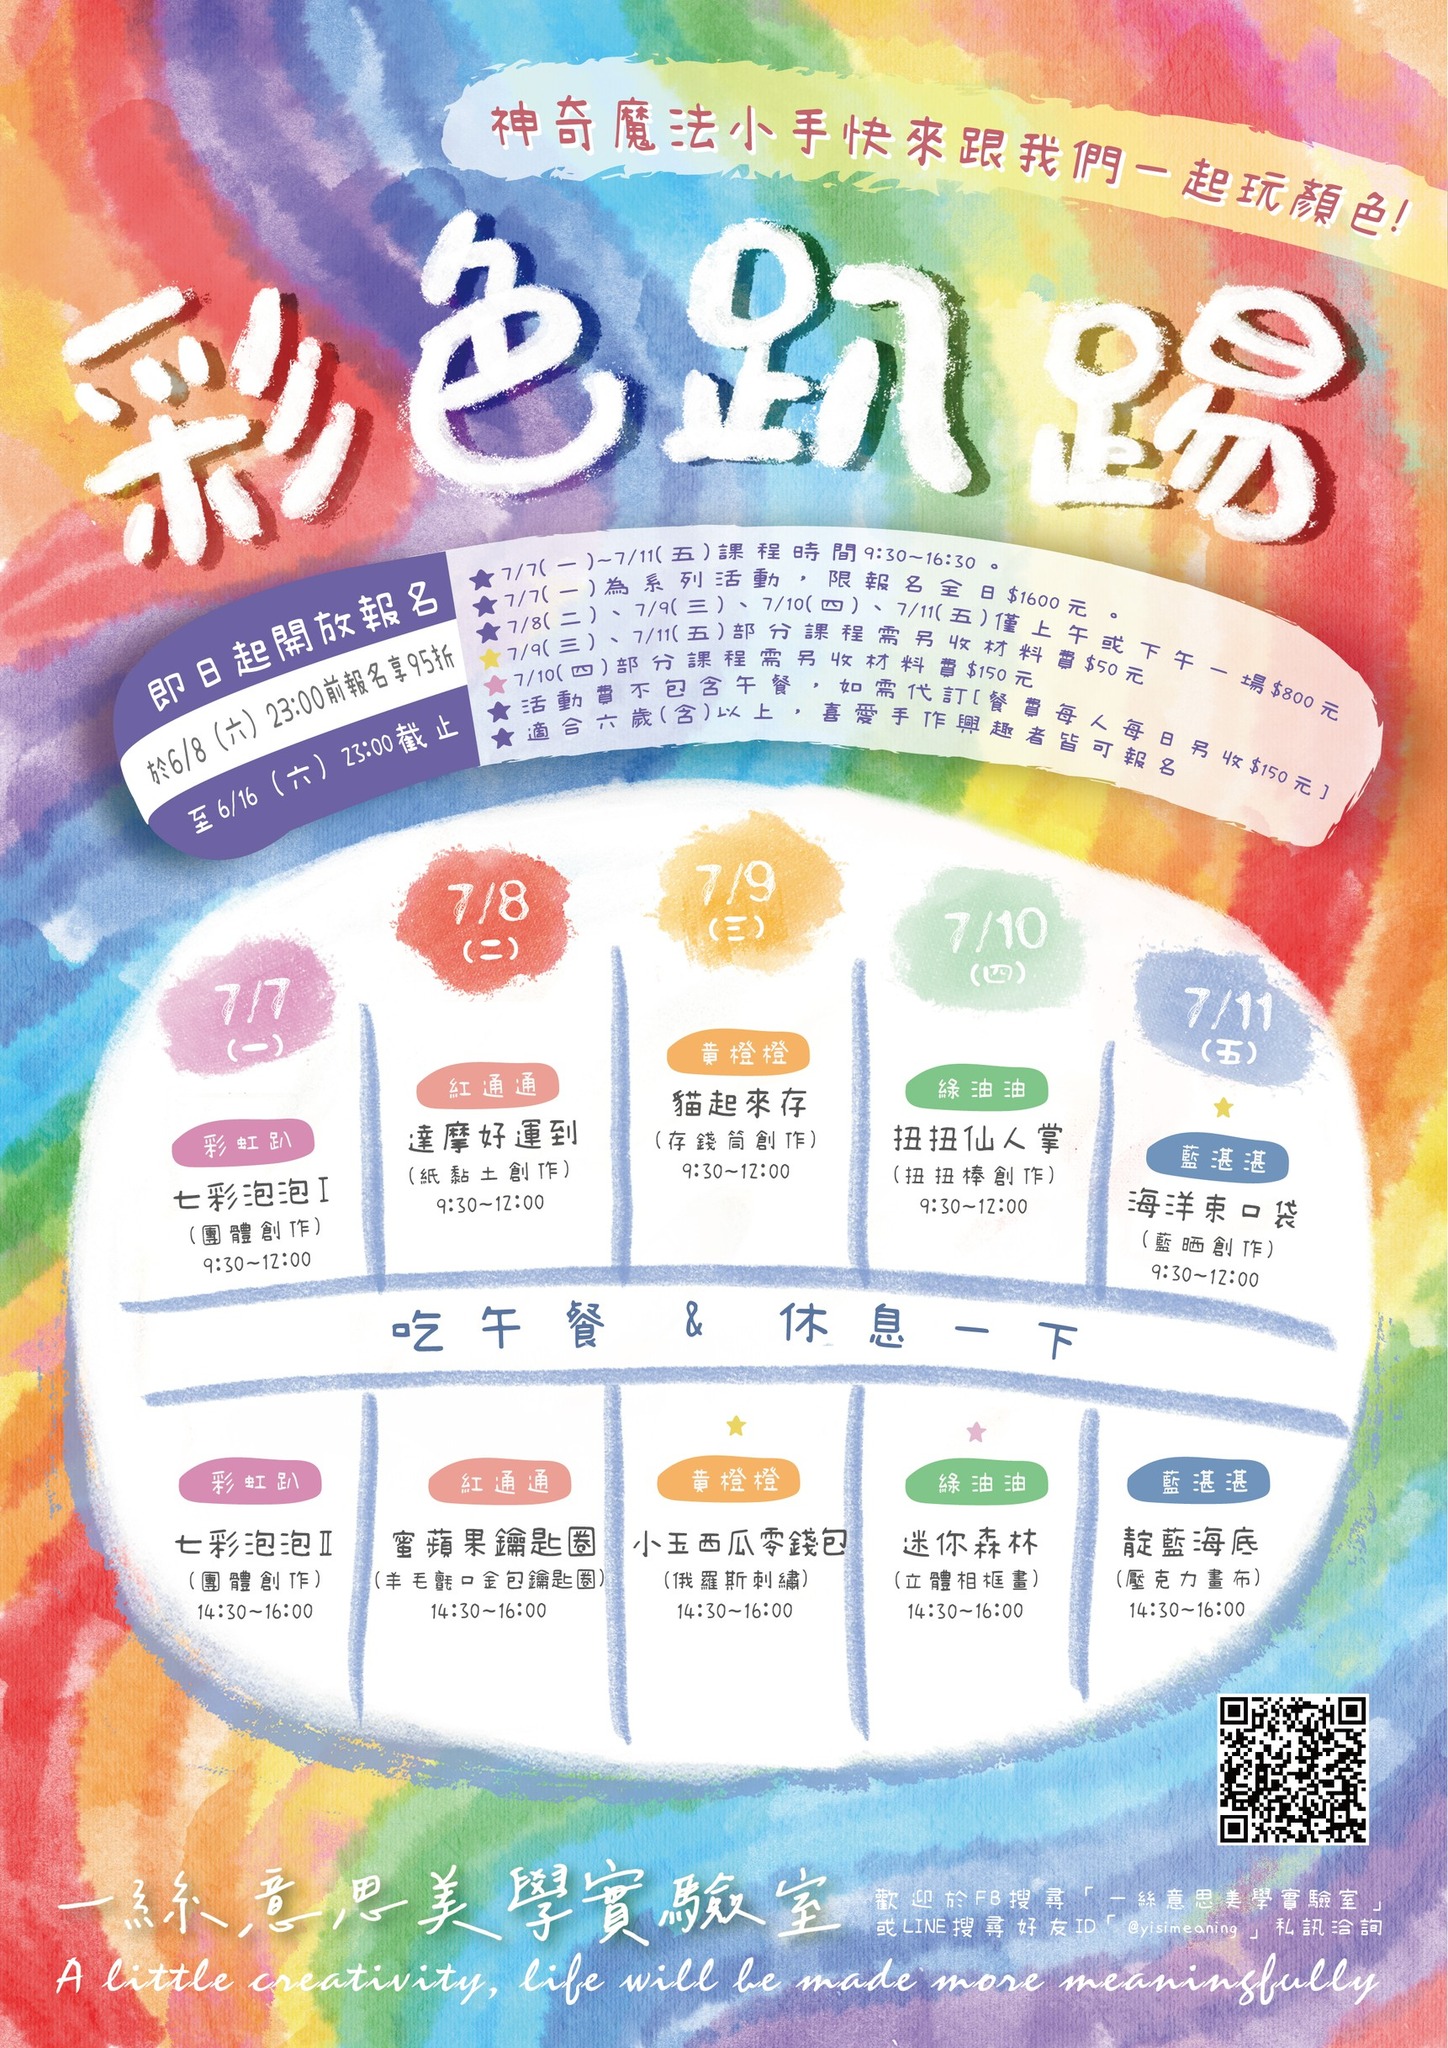 神奇魔法小手快來跟我們一起玩顏色!
彩色趴踢
即日起開放報名
於6/8（六）23:00前報名享95折
至6/16（六）23:00截止
★7/7(一)~7/11(五)課程時間9:30~16:30。
★7/7(一)為系列活動，限報名全日$1600元。
★7/8(二)、7/9(三)、7/10(四)、7/11(五)僅上午或下午一場$800元
★7/9(三)、7/11(五)部分課程需另收材料費$50元
★7/10(四)部分課程需另收材料費$150元
★活動費不包含午餐，如需代訂[餐費每人每日另收$150元]
★適合六歲(含)以上，喜愛手作興趣者皆可報名
7/7
(一)
彩虹趴
七彩泡泡I
(團體創作)
9:30~12:00
7/8
(二)
紅通通
達摩好運到
(紙黏土創作)
9:30~12:00
7/9
(三)
黃橙橙
貓起來存
(存錢筒創作)
9:30~12:00
7/10
(四)
綠油油
扭扭仙人掌
(扭扭棒創作)
9:30~12:00
7/11
(五)
★
藍湛湛
海洋束口袋
(藍晒創作)
9:30~12:00
吃午餐 & 休息一下
彩虹趴
七彩泡泡II
(團體創作)
14:30~16:00
紅通通
蜜蘋果鑰匙圈
(羊毛氈口金包鑰匙圈)
14:30~16:00
★
黃橙橙
小玉西瓜零錢包
(俄羅斯刺繡)
14:30~16:00
★
綠油油
迷你森林
(立體相框畫)
14:30~16:00
藍湛湛
靛藍海底
(壓克力畫布)
14:30~16:00
一絲意思美學實驗室
歡迎於FB搜尋「一絲意思美學實驗室」
或LINE搜尋好友ID「@yisimeaning」私訊洽詢
A little creativity, life will be made more meaningfully